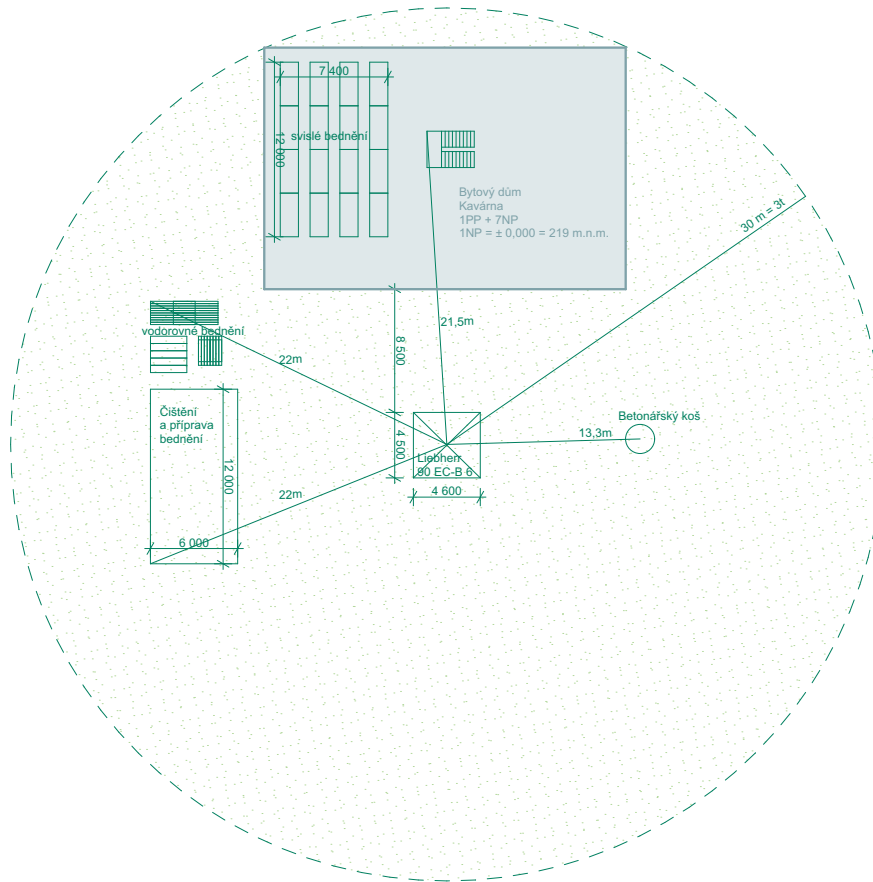 7 400
12 000
svislé bednění
Bytový dům
Kavárna
1PP + 7NP
1NP = ± 0,000 = 219 m.n.m.
30 m = 3t
21,5m
vodorovné bednění
22m
8 500
Čištění
a příprava
bednění
12 000
6 000
22m
4 500
Liebherr
90 EC-B 6
4 600
13,3m
Betonářský koš